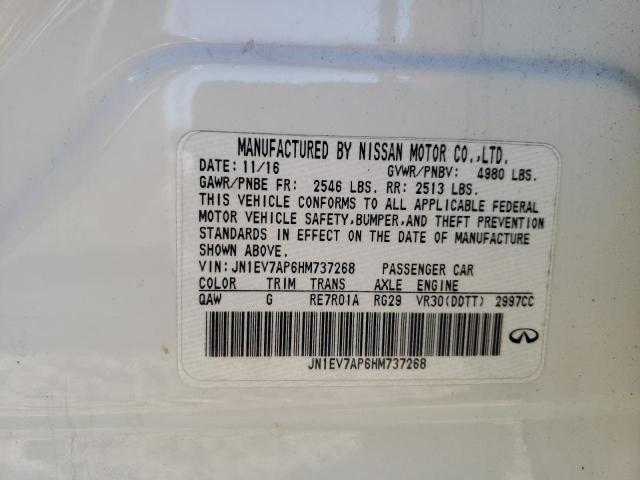 MANUFACTURED BY NISSAN MOTOR CO.,LTD.
DATE: 11/16 GVWR/PNBV: 4980 LBS.
GAWR/PNBE FR: 2546 LBS. RR: 2513 LBS.
THIS VEHICLE CONFORMS TO ALL APPLICABLE FEDERAL
MOTOR VEHICLE SAFETY,BUMPER,AND THEFT PREVENTION
STANDARDS IN EFFECT ON THE DATE OF MANUFACTURE
SHOWN ABOVE.
VIN:JN1EV7AP6HM737268 PASSENGER CAR
COLOR TRIM TRANS AXLE ENGINE
QAW G RE7R01A RG29 VR30(DDTT) 2997CC
JN1EV7AP6HM737268